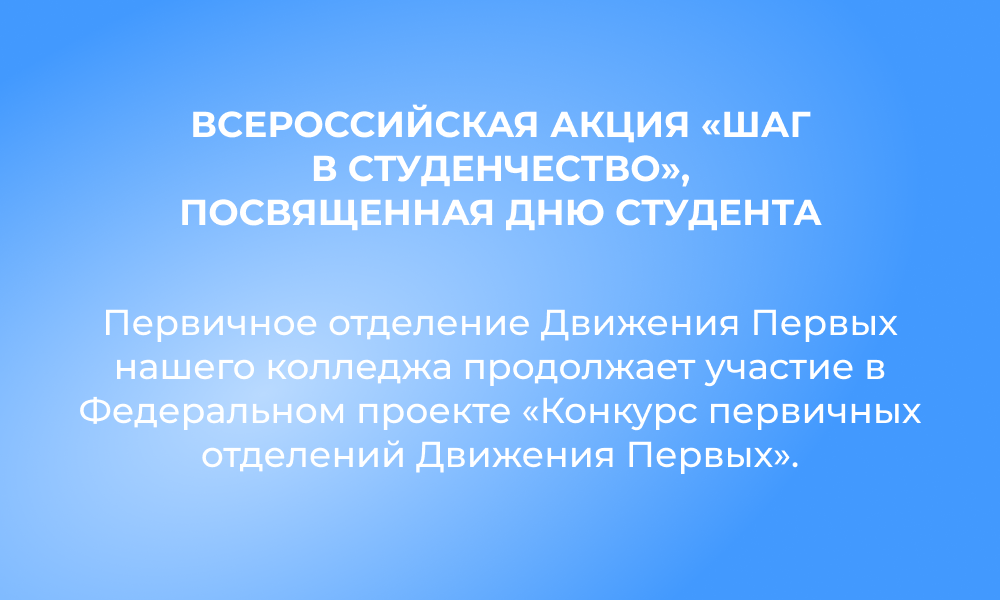 ВСЕРОССИЙСКАЯ АКЦИЯ «ШАГ
В СТУДЕНЧЕСТВО»,
ПОСВЯЩЕННАЯ ДНЮ СТУДЕНТА
Первичное отделение Движения Первых
нашего колледжа продолжает участие в
Федеральном проекте «Конкурс первичных
отделений Движения Первых».